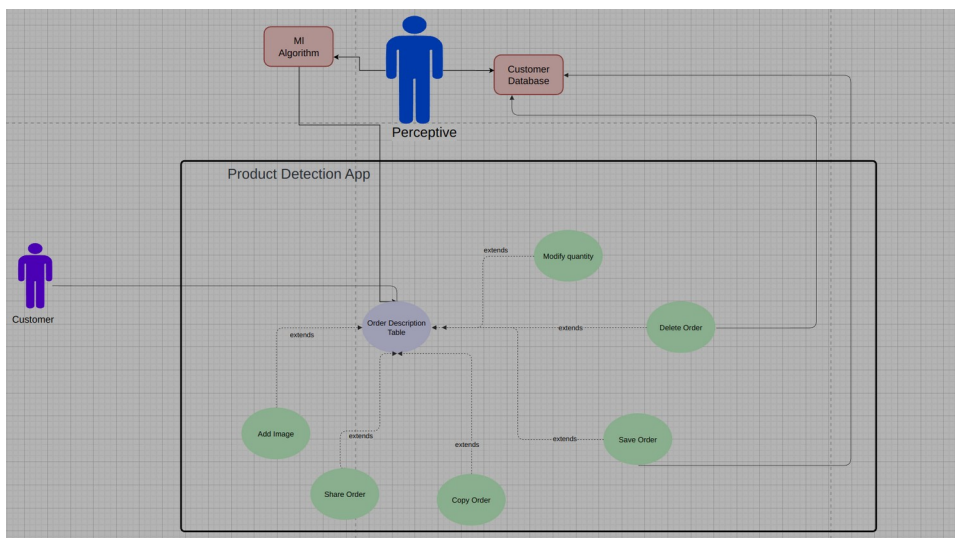 MI
Algorithm
Customer
Database
Perceptive
Product Detection App
extends
Modify quantity
Customer
Order Description
Table
extends
extends
Delete Order
Add Image
extends
extends
extends
Save Order
Share Order
Copy Order